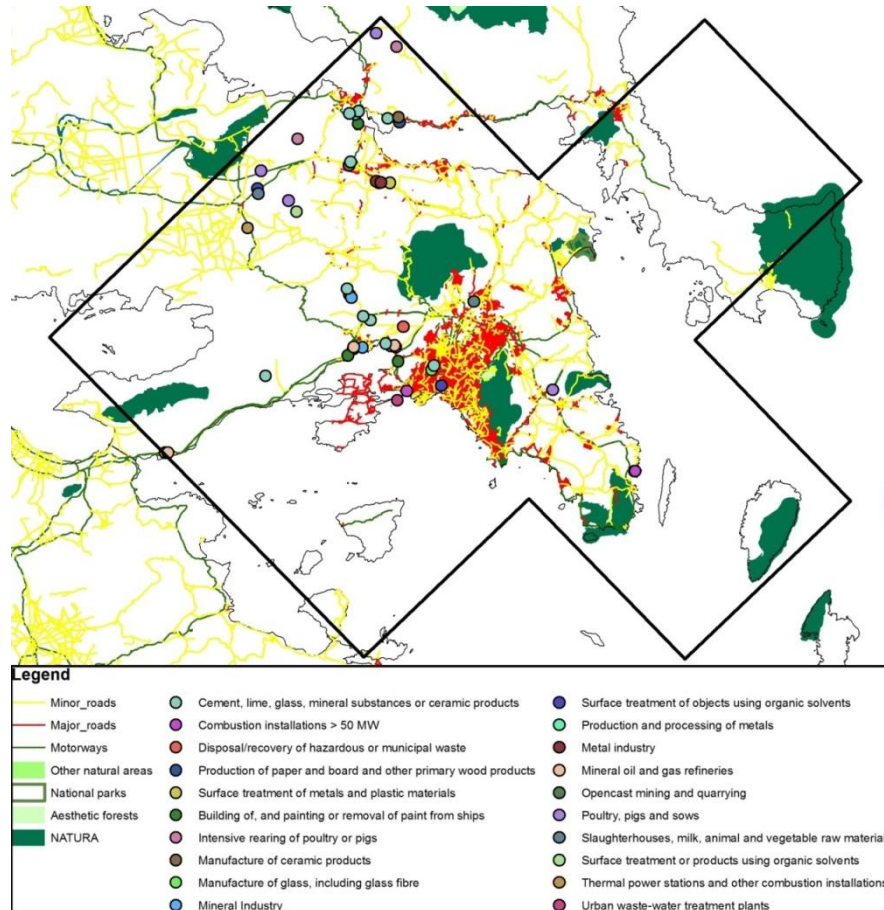 Legend
Minor_roads
Major_roads
Motorways
Other natural areas
National parks
Aesthetic forests
NATURA
Cement, lime, glass, mineral substances or ceramic products
Combustion installations > 50 MW
Disposal/recovery of hazardous or municipal waste
Production of paper and board and other primary wood products
Surface treatment of metals and plastic materials
Building of, and painting or removal of paint from ships
Intensive rearing of poultry or pigs
Manufacture of ceramic products
Manufacture of glass, including glass fibre
Mineral Industry
Surface treatment of objects using organic solvents
Production and processing of metals
Metal industry
Mineral oil and gas refineries
Opencast mining and quarrying
Poultry, pigs and sows
Slaughterhouses, milk, animal and vegetable raw material
Surface treatment or products using organic solvents
Thermal power stations and other combustion installations
Urban waste-water treatment plants